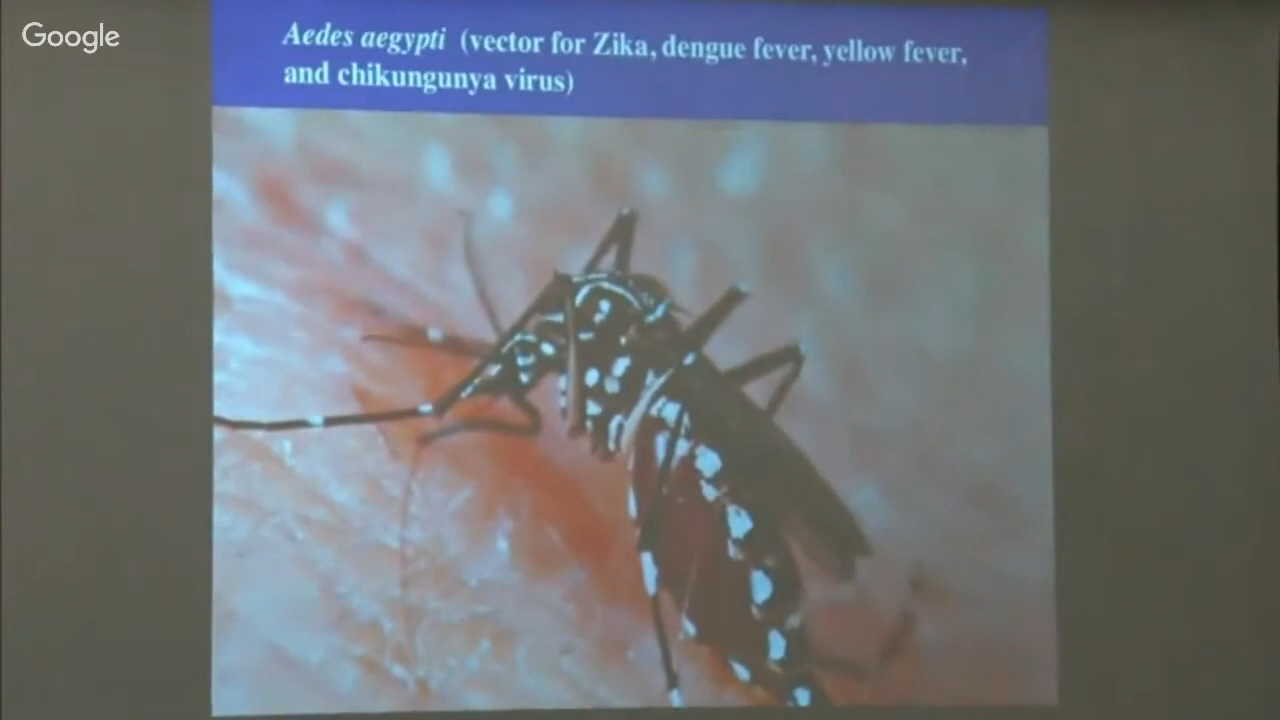 Google
Aedes aegypti (vector for Zika, dengue fever, yellow fever,
and chikungunya virus)